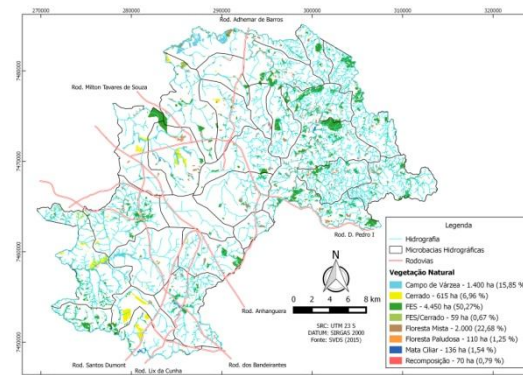 270000 280000 290000 300000 310000 320000
Rod. Adhemar de Barros
7480000
Rod. Milton Tavares de Souza
7470000
7460000
7450000
Rod. D. Pedro I
Rod. Anhanguera
Rod. Santos Dumont
Rod. dos Bandeirantes
Rod. Lix da Cunha
N
0 2 4 6 8 km
SRC: UTM 23 S
DATUM: SIRGAS 2000
Fonte: SVDS (2015)
Legenda
Hidrografia
Microbacias Hidrográficas
Rodovias
Vegetação Natural
Campo de Várzea - 1.400 ha (15,85 %)
Cerrado - 615 ha (6,96 %)
FES - 4.450 ha (50,27%)
FES/Cerrado - 59 ha (0,67 %)
Floresta Mista - 2.000 (22,68 %)
Floresta Paludosa - 110 ha (1,25 %)
Mata Ciliar - 136 ha (1,54 %)
Recomposição - 70 ha (0,79 %)